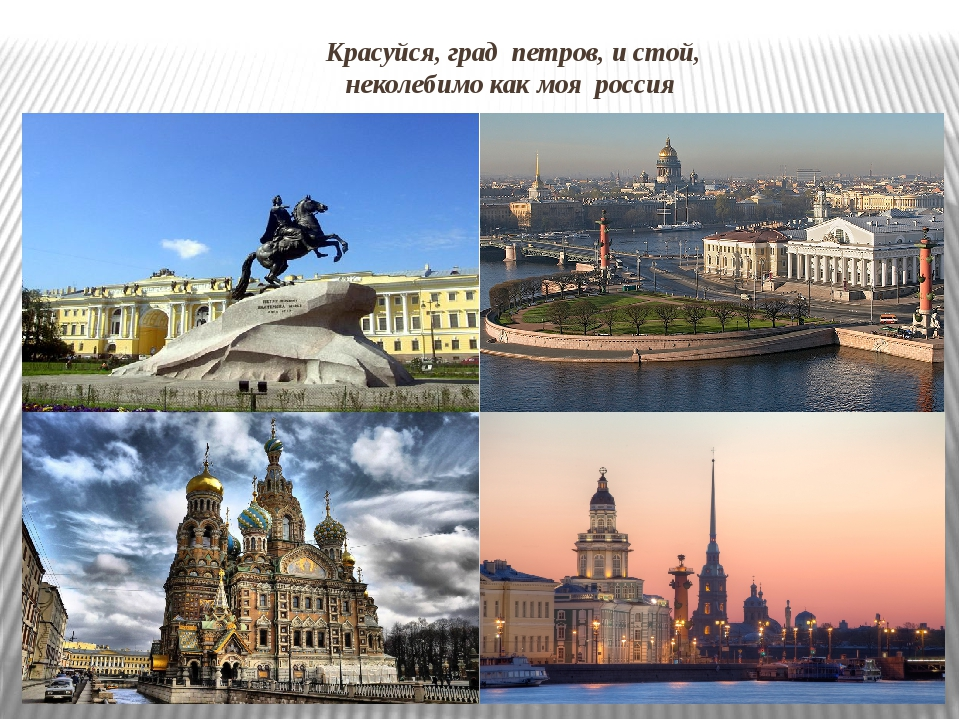 Красуйся, град петров, и стой,
неколебимо как моя россия